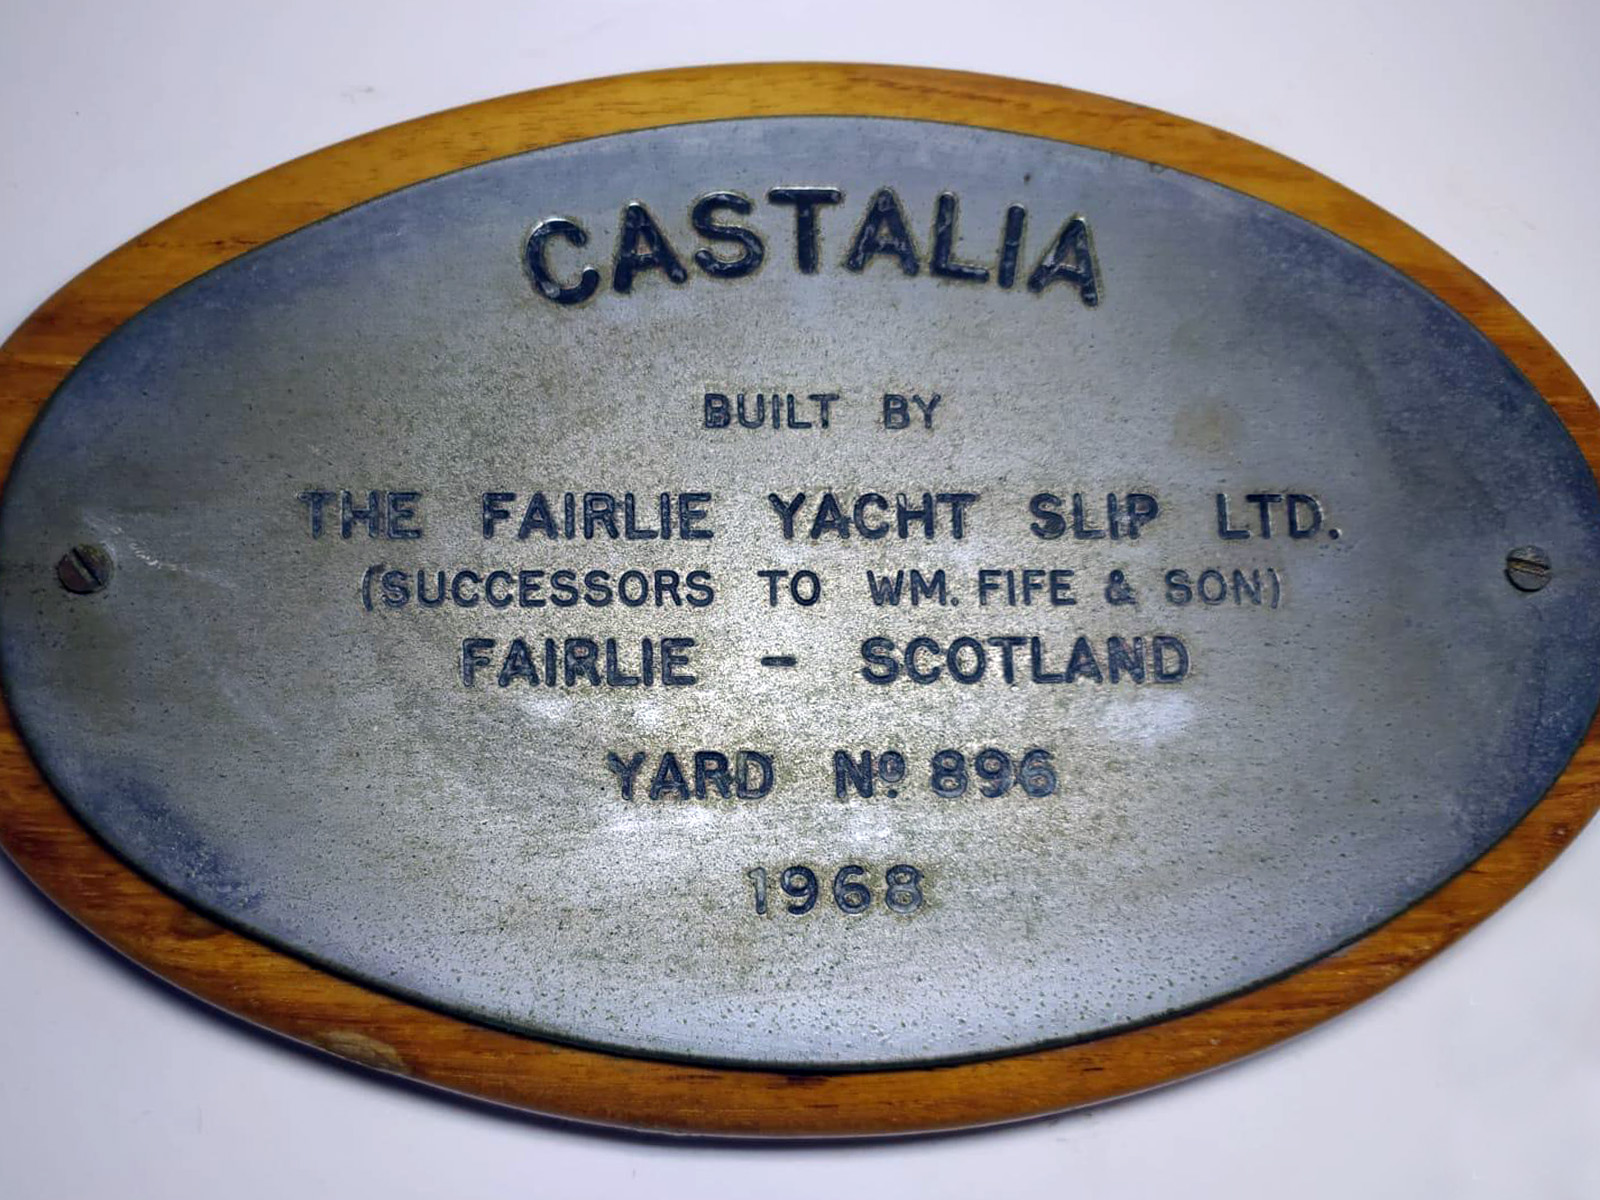 CASTALIA
BUILT BY
THE FAIRLIE YACHT SLIP LTD.
(SUCCESSORS TO WM. FIFE & SON)
FAIRLIE - SCOTLAND
YARD Nº 896
1968